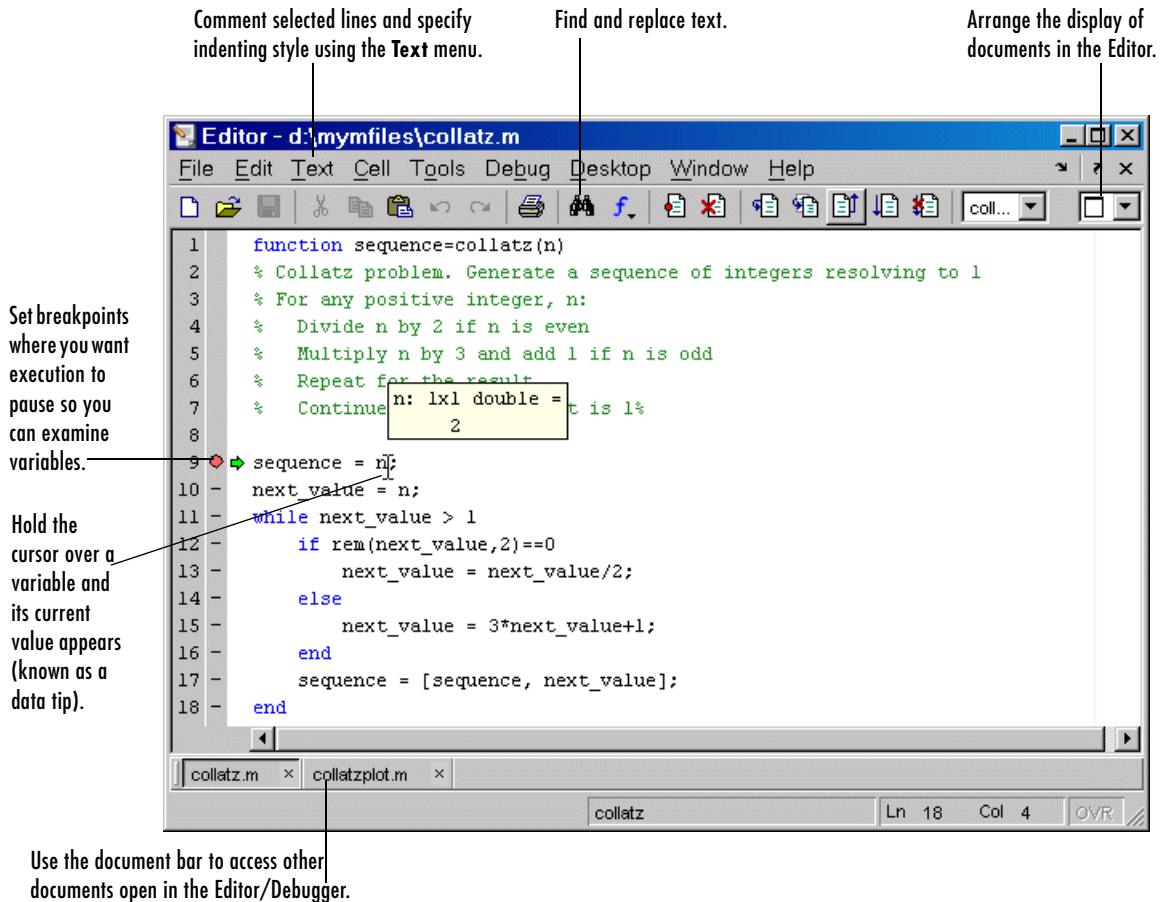 Comment selected lines and specify
indenting style using the Text menu.
Find and replace text.
Arrange the display of
documents in the Editor.
Editor - d:\mymfiles\collatz.m
File Edit Text Cell Tools Debug Desktop Window Help
coll...
1 function sequence=collatz(n)
2 % Collatz problem. Generate a sequence of integers resolving to 1
3 % For any positive integer, n:
4 %   Divide n by 2 if n is even
5 %   Multiply n by 3 and add 1 if n is odd
6 %   Repeat for the result
7 %   Continue t is 1%
n: 1x1 double =
2
8
9 sequence = n;
10 - next_value = n;
11 - while next_value > 1
12 -     if rem(next_value,2)==0
13 -         next_value = next_value/2;
14 -     else
15 -         next_value = 3*next_value+1;
16 -     end
17 -     sequence = [sequence, next_value];
18 - end
collatz.m × collatzplot.m ×
collatz Ln 18 Col 4 OVR
Set breakpoints
where you want
execution to
pause so you
can examine
variables.
Hold the
cursor over a
variable and
its current
value appears
(known as a
data tip).
Use the document bar to access other
documents open in the Editor/Debugger.